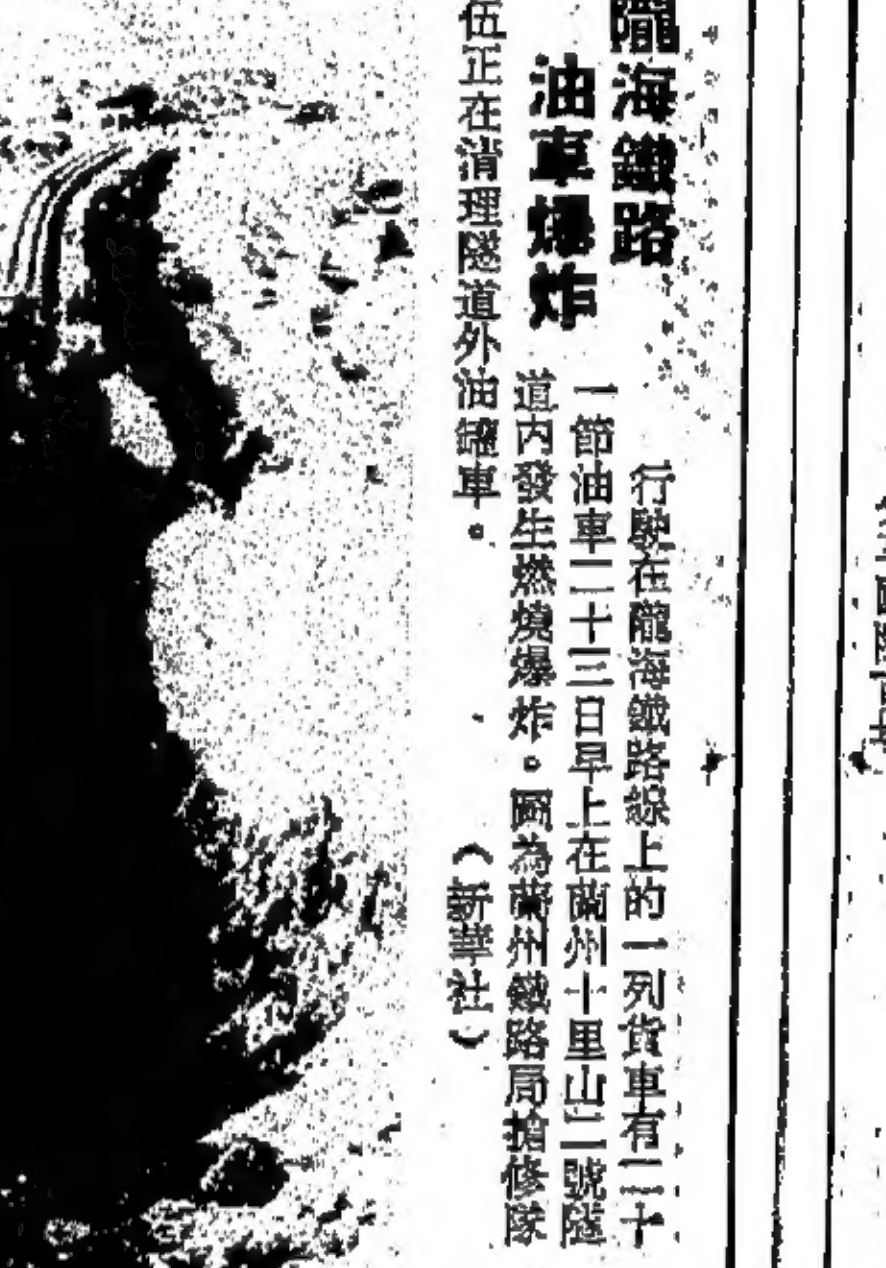 隴海鐵路
油車爆炸
行駛在隴海鐵路線上的一列貨車有二十
一節油車二十三日早上在蘭州十里山二號隧
道內發生燃燒爆炸。圖為蘭州鐵路局搶修隊
伍正在清理隧道外油罐車。
（新華社）